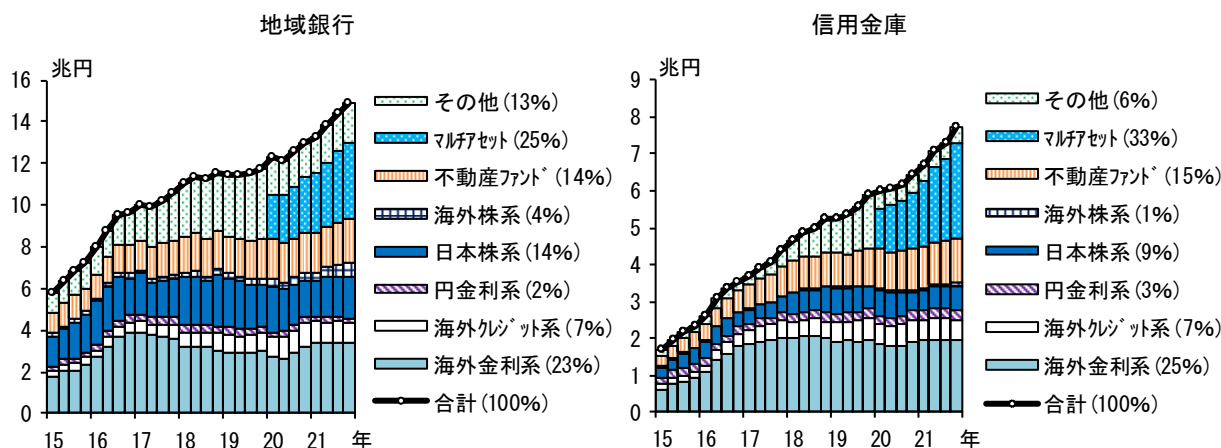 地域銀行
兆円
16
14
12
10
8
6
4
2
0
15 16 17 18 19 20 21 年
その他(13%)
ﾏﾙﾁｱｾｯﾄ(25%)
不動産ﾌｧﾝﾄﾞ(14%)
海外株系(4%)
日本株系(14%)
円金利系(2%)
海外ｸﾚｼﾞｯﾄ系(7%)
海外金利系(23%)
合計(100%)
信用金庫
兆円
9
8
7
6
5
4
3
2
1
0
15 16 17 18 19 20 21 年
その他(6%)
ﾏﾙﾁｱｾｯﾄ(33%)
不動産ﾌｧﾝﾄﾞ(15%)
海外株系(1%)
日本株系(9%)
円金利系(3%)
海外ｸﾚｼﾞｯﾄ系(7%)
海外金利系(25%)
合計(100%)